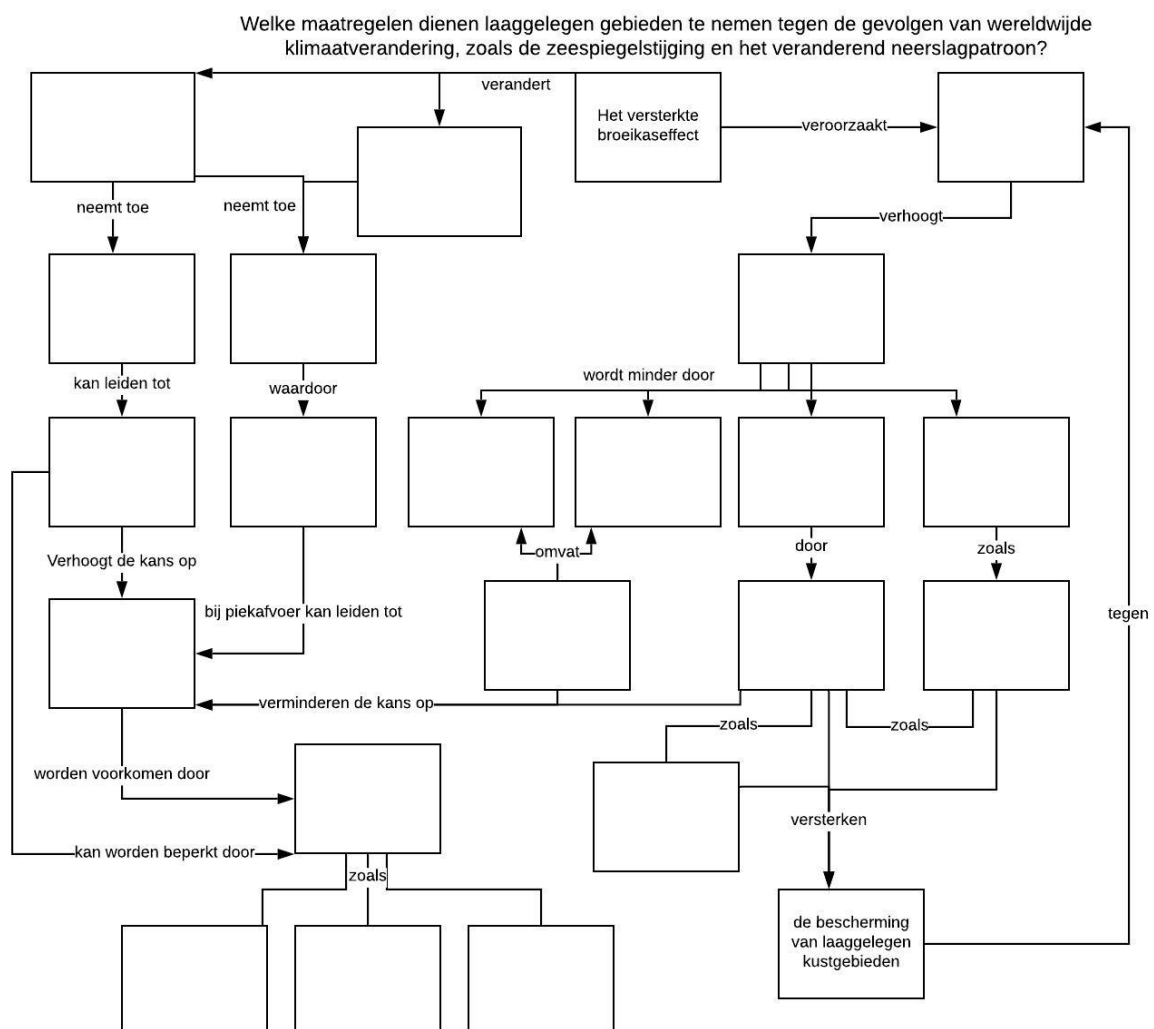 Welke maatregelen dienen laaggelegen gebieden te nemen tegen de gevolgen van wereldwijde
klimaatverandering, zoals de zeespiegelstijging en het veranderend neerslagpatroon?
verandert
Het versterkte
broeikaseffect
veroorzaakt
neemt toe
neemt toe
verhoogt
kan leiden tot
waardoor
wordt minder door
Verhoogt de kans op
omvat
door
zoals
bij piekafvoer kan leiden tot
tegen
verminderen de kans op
zoals
zoals
worden voorkomen door
versterken
kan worden beperkt door
zoals
de bescherming
van laaggelegen
kustgebieden